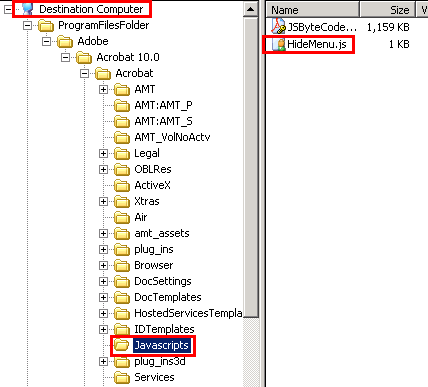 Destination Computer
ProgramFilesFolder
Adobe
Acrobat 10.0
Acrobat
AMT
AMT:AMT_P
AMT:AMT_S
AMT_VolNoActv
Legal
OBLRes
ActiveX
Xtras
Air
amt_assets
plug_ins
Browser
DocSettings
DocTemplates
HostedServicesTempla
IDTemplates
Javascripts
plug_ins3d
Services
Name Size
JSByteCode... 1,159 KB
HideMenu.js 1 KB